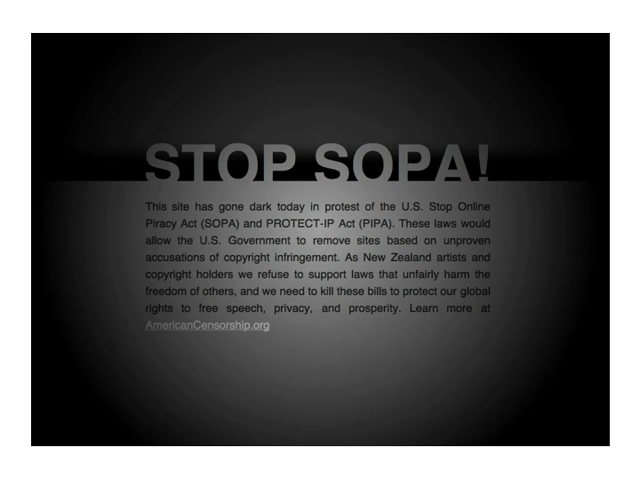 STOP SOPA!
This site has gone dark today in protest of the U.S. Stop Online
Piracy Act (SOPA) and PROTECT-IP Act (PIPA). These laws would
allow the U.S. Government to remove sites based on unproven
accusations of copyright infringement. As New Zealand artists and
copyright holders we refuse to support laws that unfairly harm the
freedom of others, and we need to kill these bills to protect our global
rights to free speech, privacy, and prosperity. Learn more at
AmericanCensorship.org